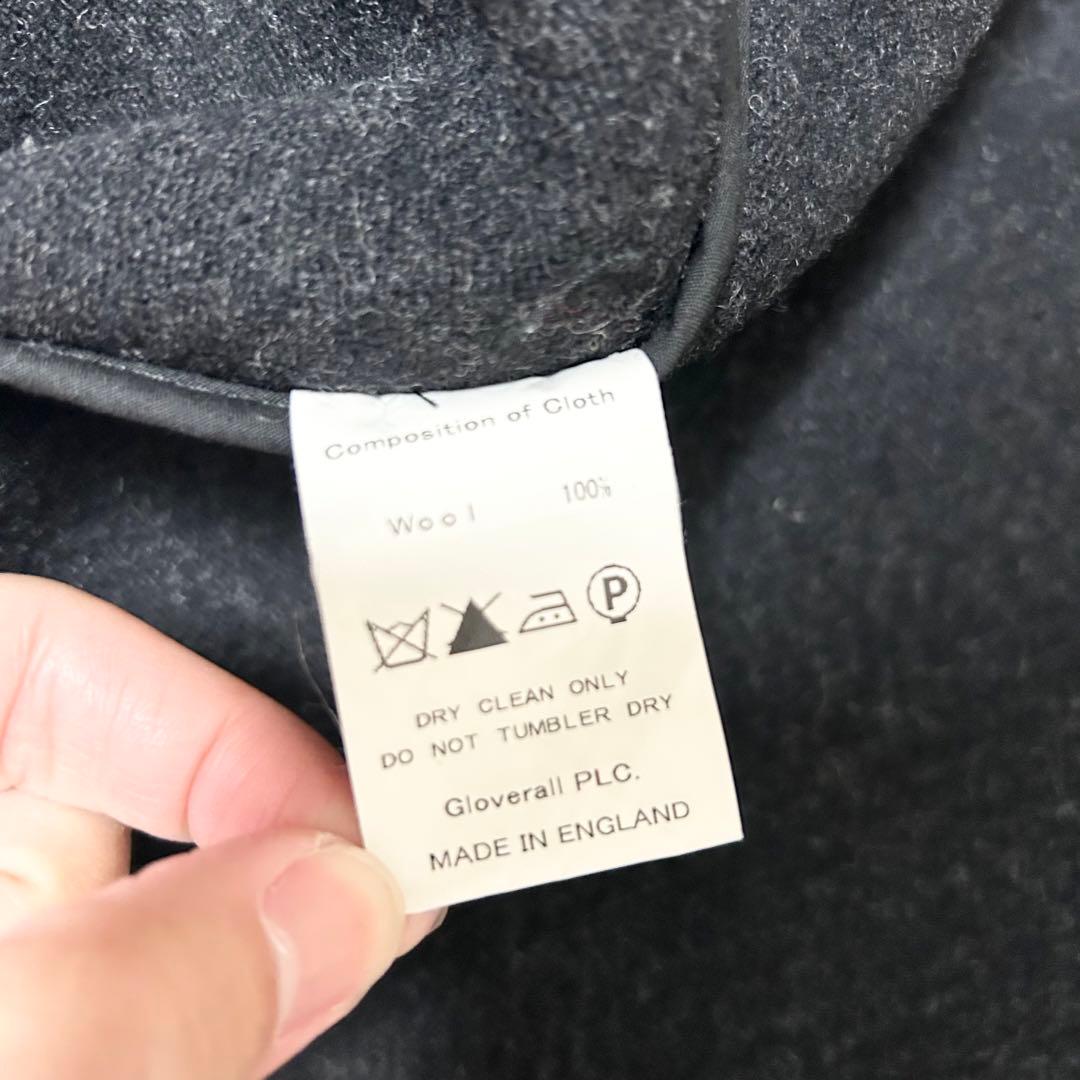 Composition of Cloth
Wool 100%
P
DRY CLEAN ONLY
DO NOT TUMBLER DRY
Gloverall PLC.
MADE IN ENGLAND